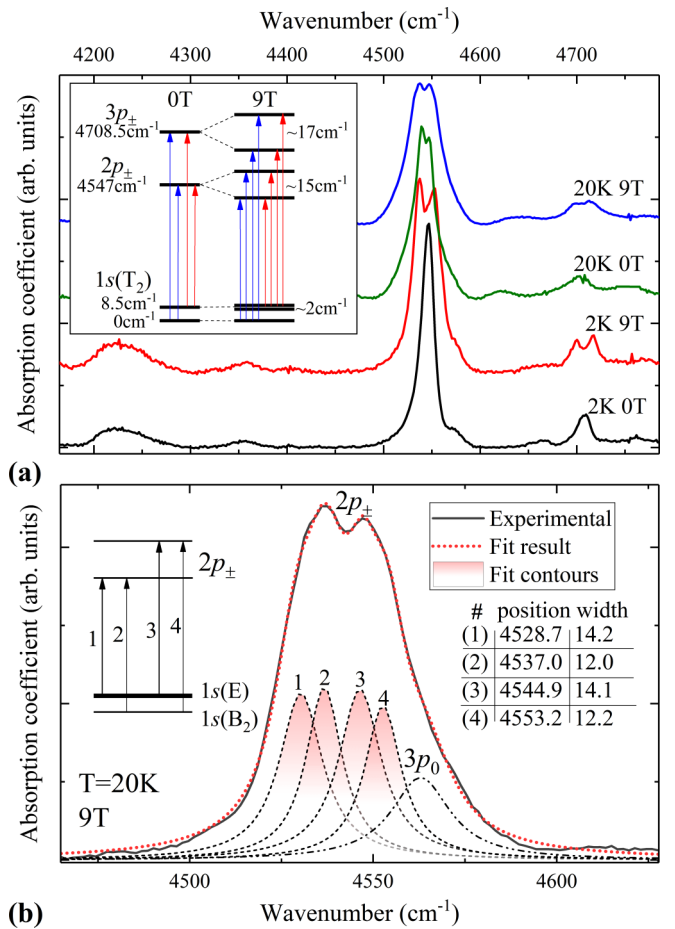 Wavenumber (cm⁻¹)
4200 4300 4400 4500 4600 4700
Absorption coefficient (arb. units)
0T 9T
3p±
4708.5cm⁻¹
~17cm⁻¹
2p±
4547cm⁻¹
~15cm⁻¹
1s(T₂)
8.5cm⁻¹
~2cm⁻¹
0cm⁻¹
20K 9T
20K 0T
2K 9T
2K 0T
(a)
Absorption coefficient (arb. units)
2p±
Experimental
Fit result
Fit contours
2p±
1 2 3 4
1s(E)
1s(B₂)
# position width
(1) 4528.7 14.2
(2) 4537.0 12.0
(3) 4544.9 14.1
(4) 4553.2 12.2
1 2 3 4
3p₀
T=20K
9T
4500 4550 4600
(b)
Wavenumber (cm⁻¹)